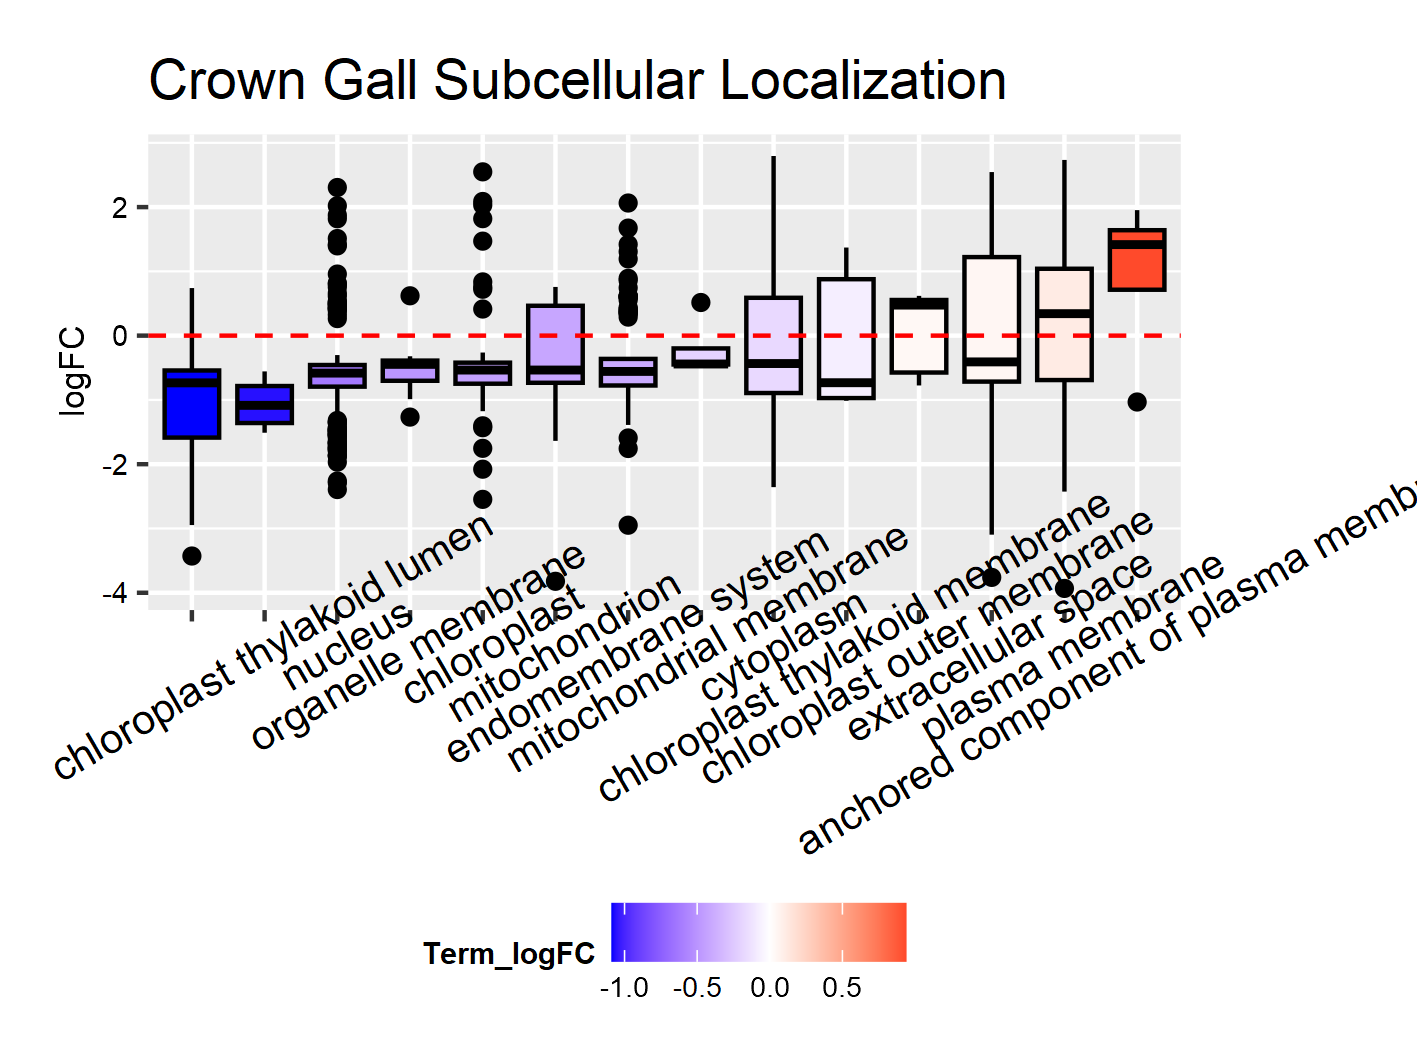 Crown Gall Subcellular Localization
logFC
2
0
-2
-4
chloroplast thylakoid lumen
nucleus
organelle membrane
chloroplast
mitochondrion
endomembrane system
mitochondrial membrane
cytoplasm
chloroplast thylakoid membrane
chloroplast outer membrane
extracellular space
plasma membrane
anchored component of plasma membr
Term_logFC
-1.0 -0.5 0.0 0.5